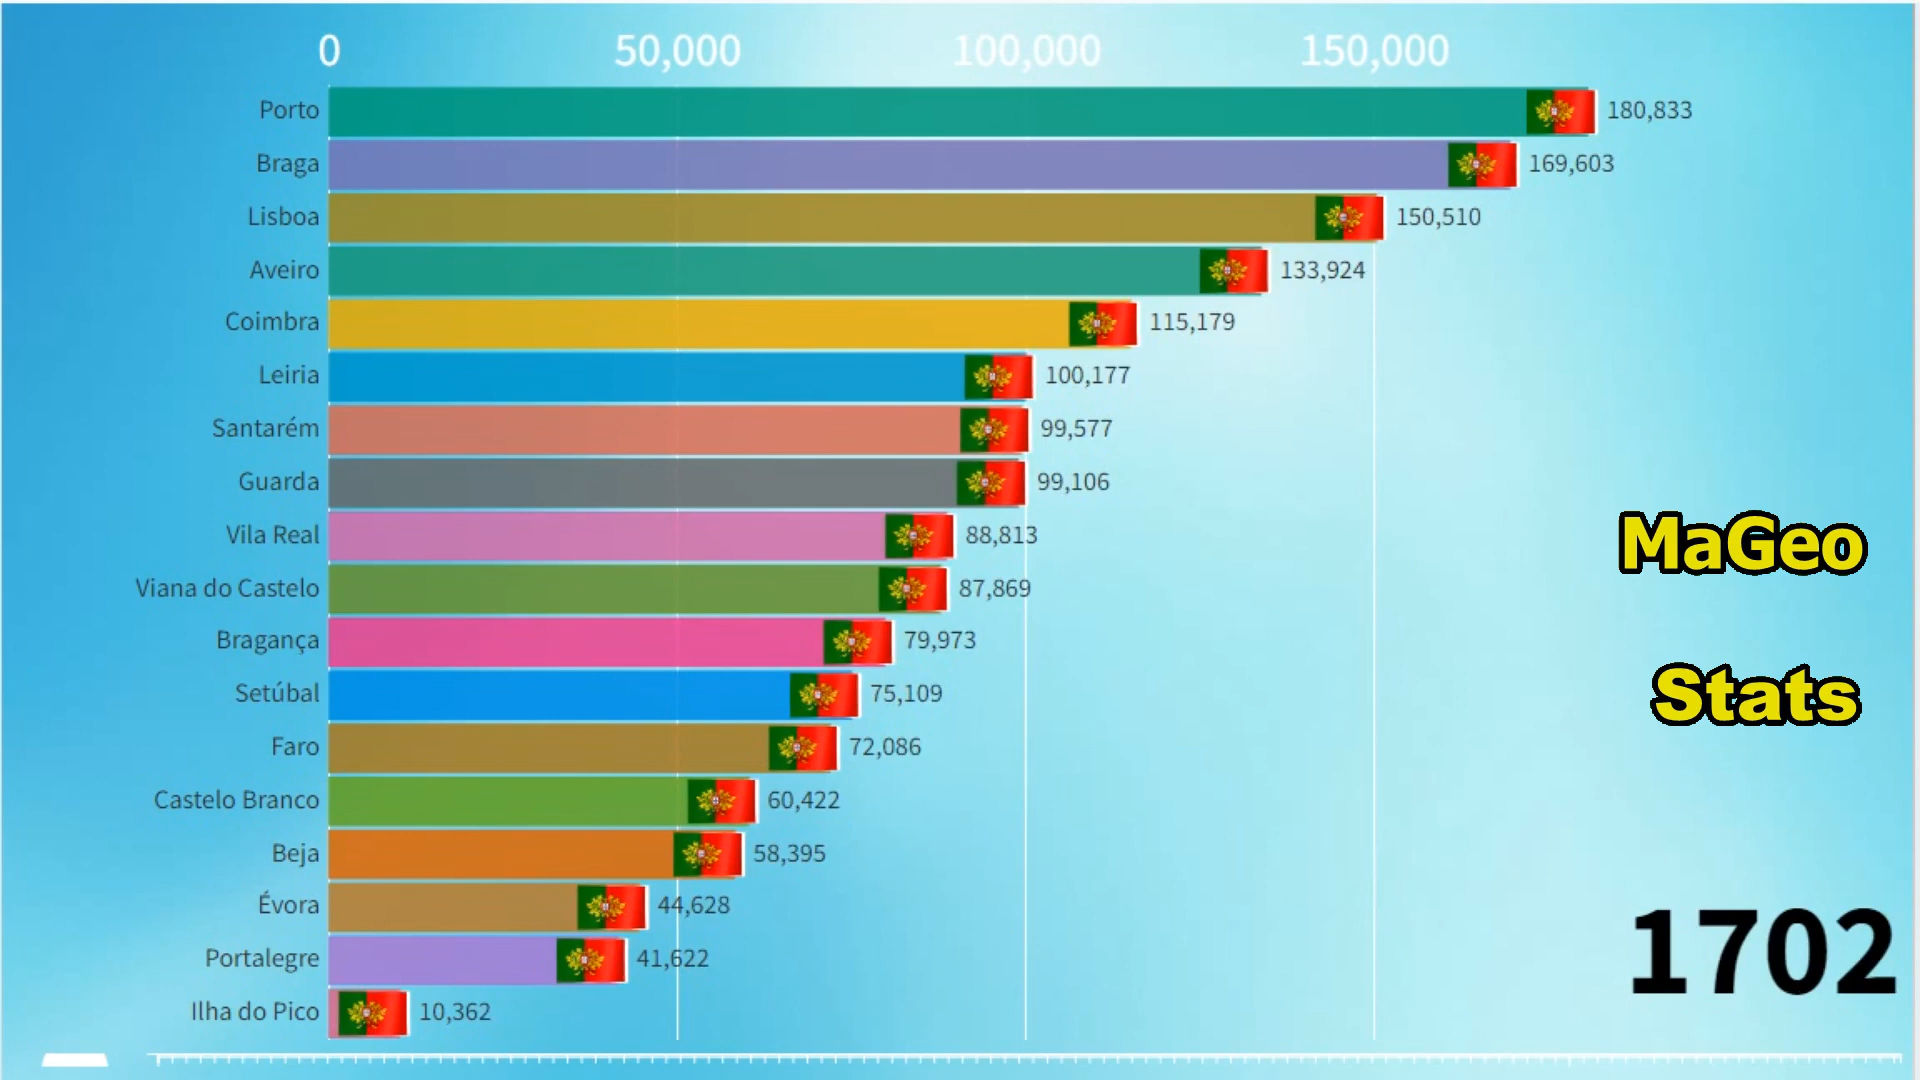 0 50,000 100,000 150,000
Porto 180,833
Braga 169,603
Lisboa 150,510
Aveiro 133,924
Coimbra 115,179
Leiria 100,177
Santarém 99,577
Guarda 99,106
Vila Real 88,813
Viana do Castelo 87,869
Bragança 79,973
Setúbal 75,109
Faro 72,086
Castelo Branco 60,422
Beja 58,395
Évora 44,628
Portalegre 41,622
Ilha do Pico 10,362
MaGeo
Stats
1702